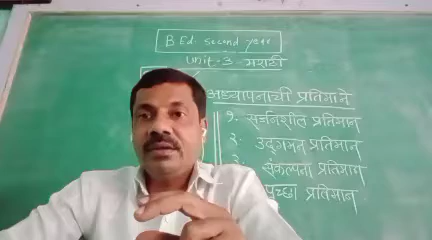 B Ed. second year
Unit-3-मराठी
अध्यापनाची प्रतिमाने
१. सृजनशील प्रतिमान
२. उद्गमन प्रतिमान
३. संकल्पना प्रतिमान
पृच्छा प्रतिमान